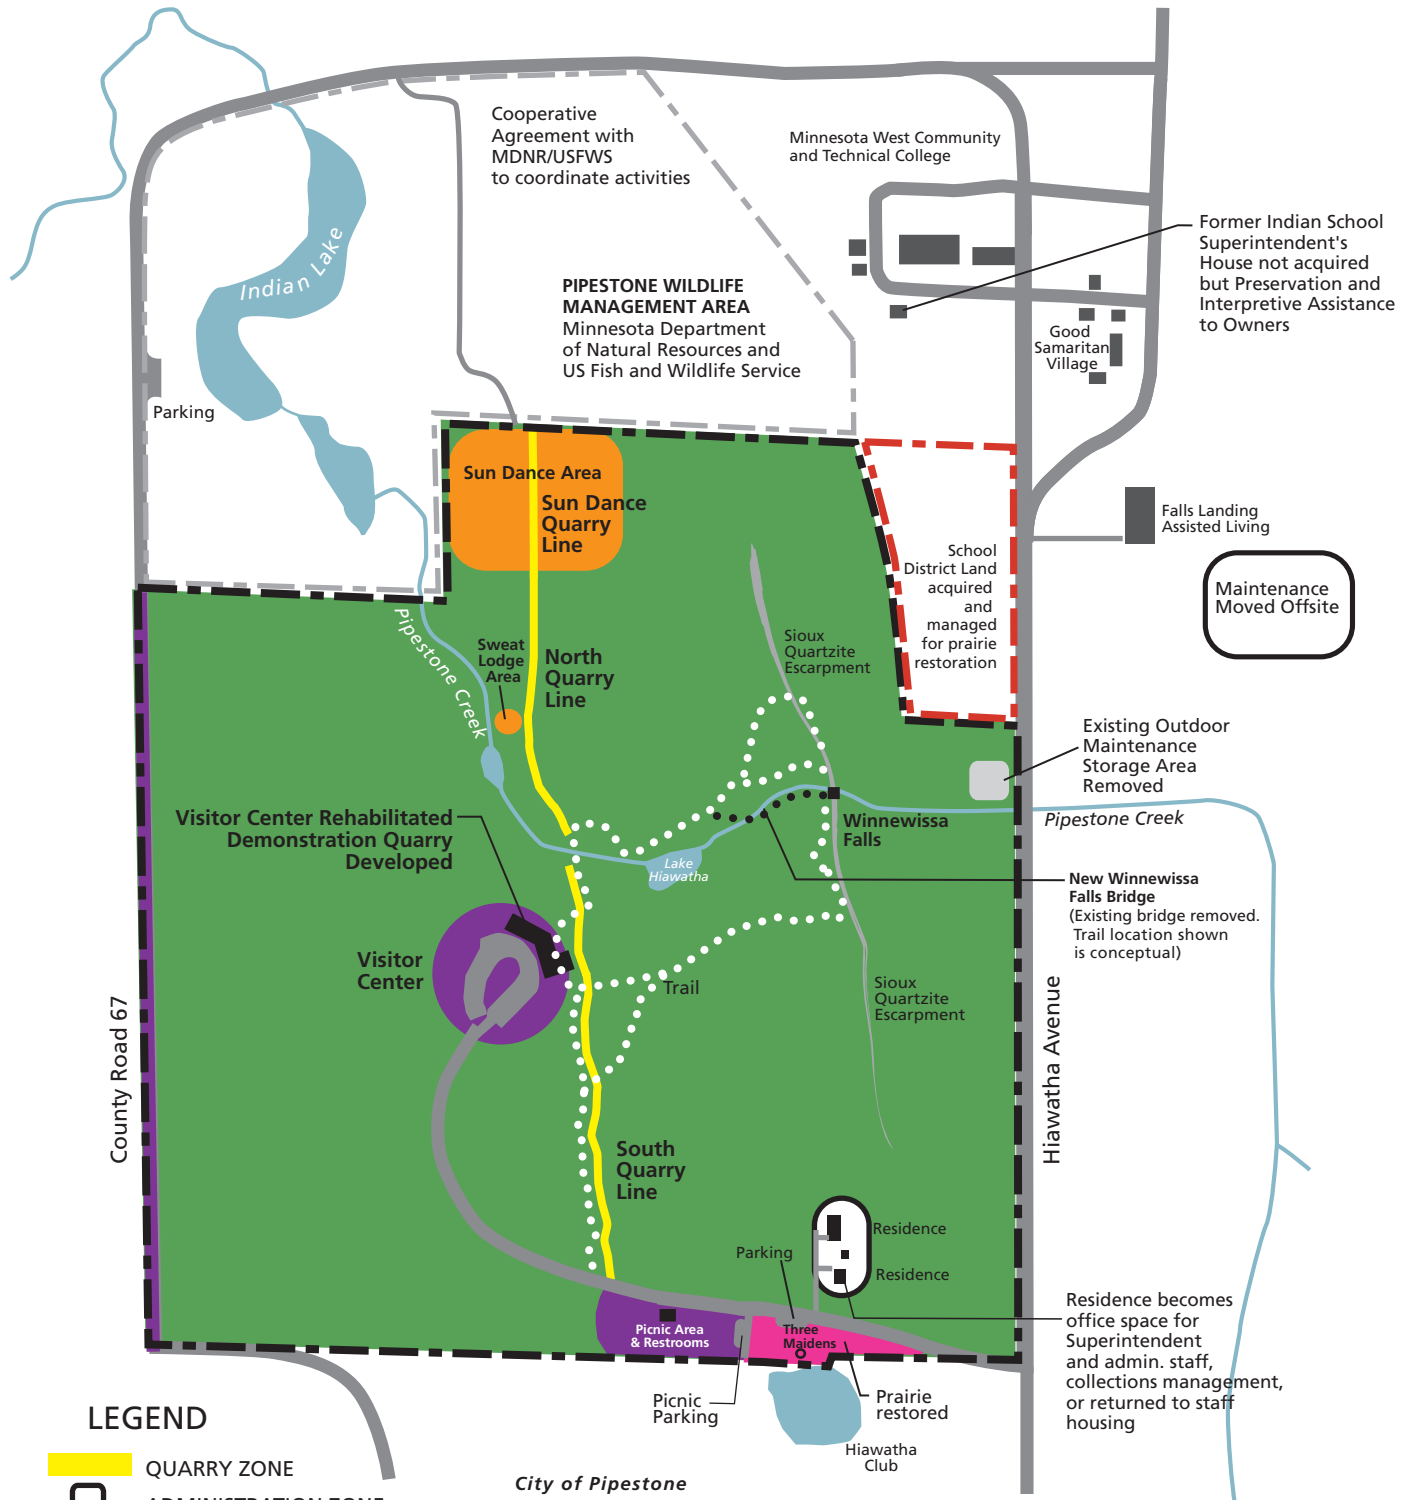 Cooperative
Agreement with
MDNR/USFWS
to coordinate activities
Minnesota West Community
and Technical College
Former Indian School
Superintendent's
House not acquired
but Preservation and
Interpretive Assistance
to Owners
Indian Lake
PIPESTONE WILDLIFE
MANAGEMENT AREA
Minnesota Department
of Natural Resources and
US Fish and Wildlife Service
Good
Samaritan
Village
Parking
Sun Dance Area
Sun Dance
Quarry
Line
Falls Landing
Assisted Living
School
District Land
acquired
and
managed
for prairie
restoration
Maintenance
Moved Offsite
Pipestone Creek
Sweat
Lodge
Area
North
Quarry
Line
Sioux
Quartzite
Escarpment
Existing Outdoor
Maintenance
Storage Area
Removed
Visitor Center Rehabilitated
Demonstration Quarry
Developed
Winnewissa
Falls
Pipestone Creek
Lake
Hiawatha
New Winnewissa
Falls Bridge
(Existing bridge removed.
Trail location shown
is conceptual)
Visitor
Center
Trail
Sioux
Quartzite
Escarpment
County Road 67
Hiawatha Avenue
South
Quarry
Line
Residence
Parking
Residence
Residence becomes
office space for
Superintendent
and admin. staff,
collections management,
or returned to staff
housing
Picnic Area
& Restrooms
Three
Maidens
Picnic
Parking
Prairie
restored
Hiawatha
Club
LEGEND
QUARRY ZONE
City of Pipestone
ADMINISTRATION ZONE